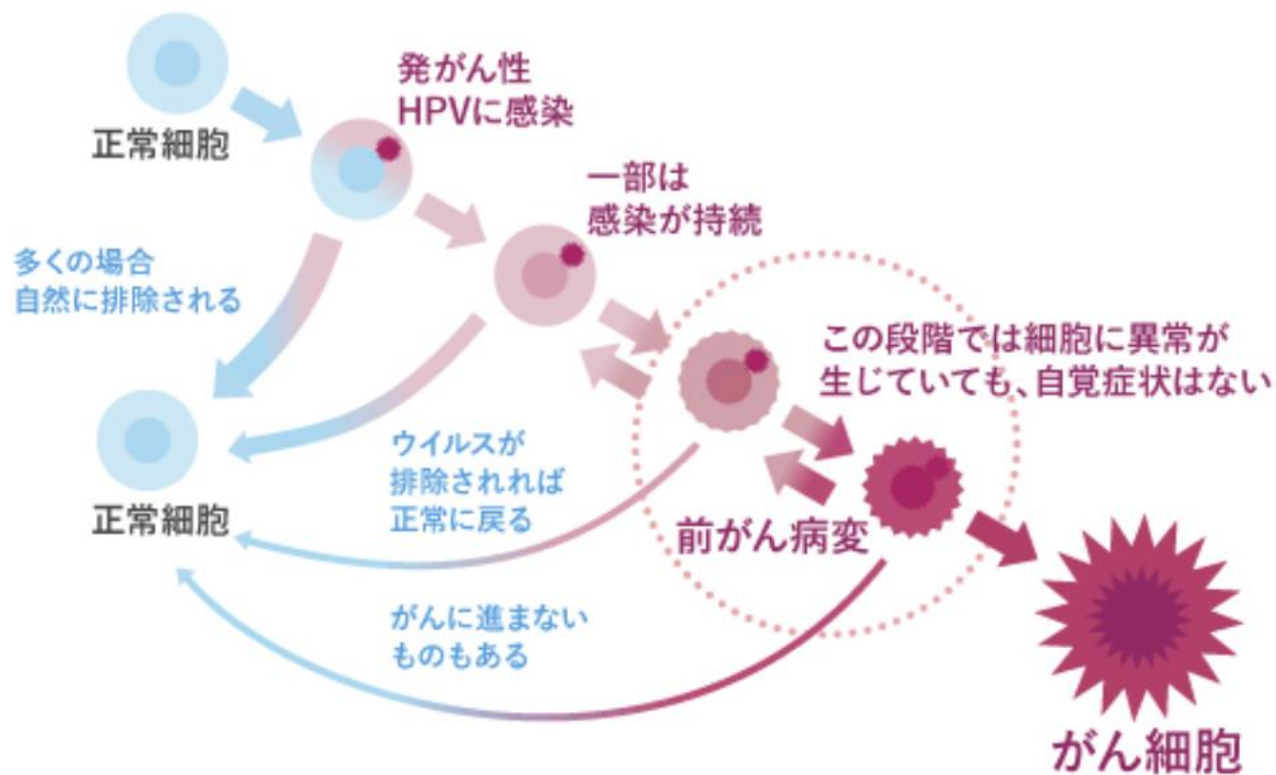 正常細胞
発がん性
HPVに感染
一部は
感染が持続
多くの場合
自然に排除される
この段階では細胞に異常が
生じていても、自覚症状はない
正常細胞
ウイルスが
排除されれば
正常に戻る
前がん病変
がんに進まない
ものもある
がん細胞